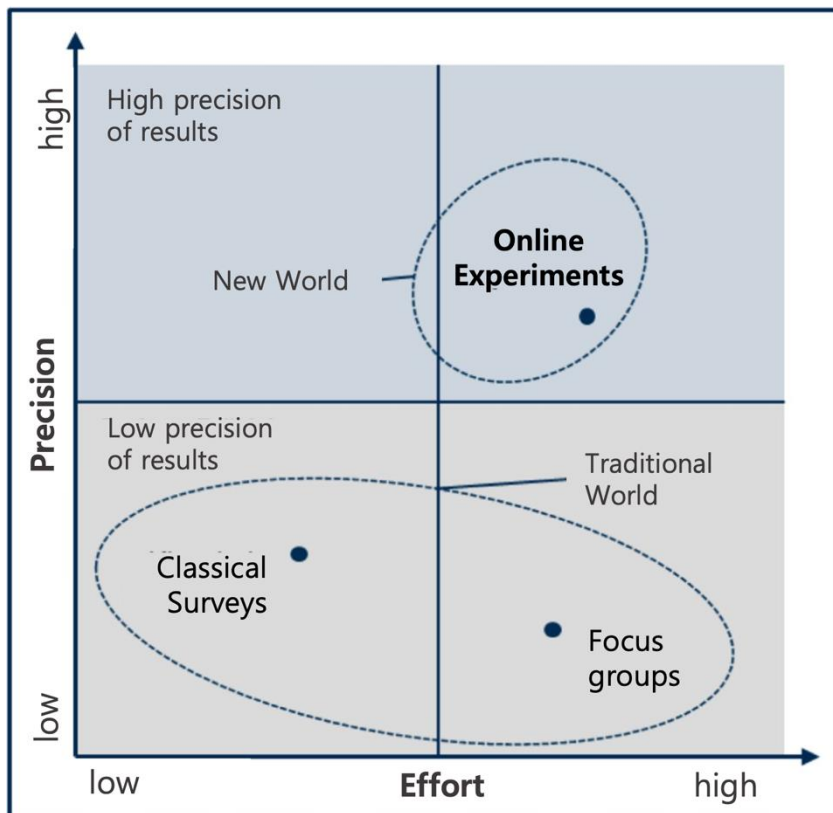 high
High precision
of results
Online
Experiments
New World
Precision
Low precision
of results
Traditional
World
Classical
Surveys
Focus
groups
low
low
Effort
high